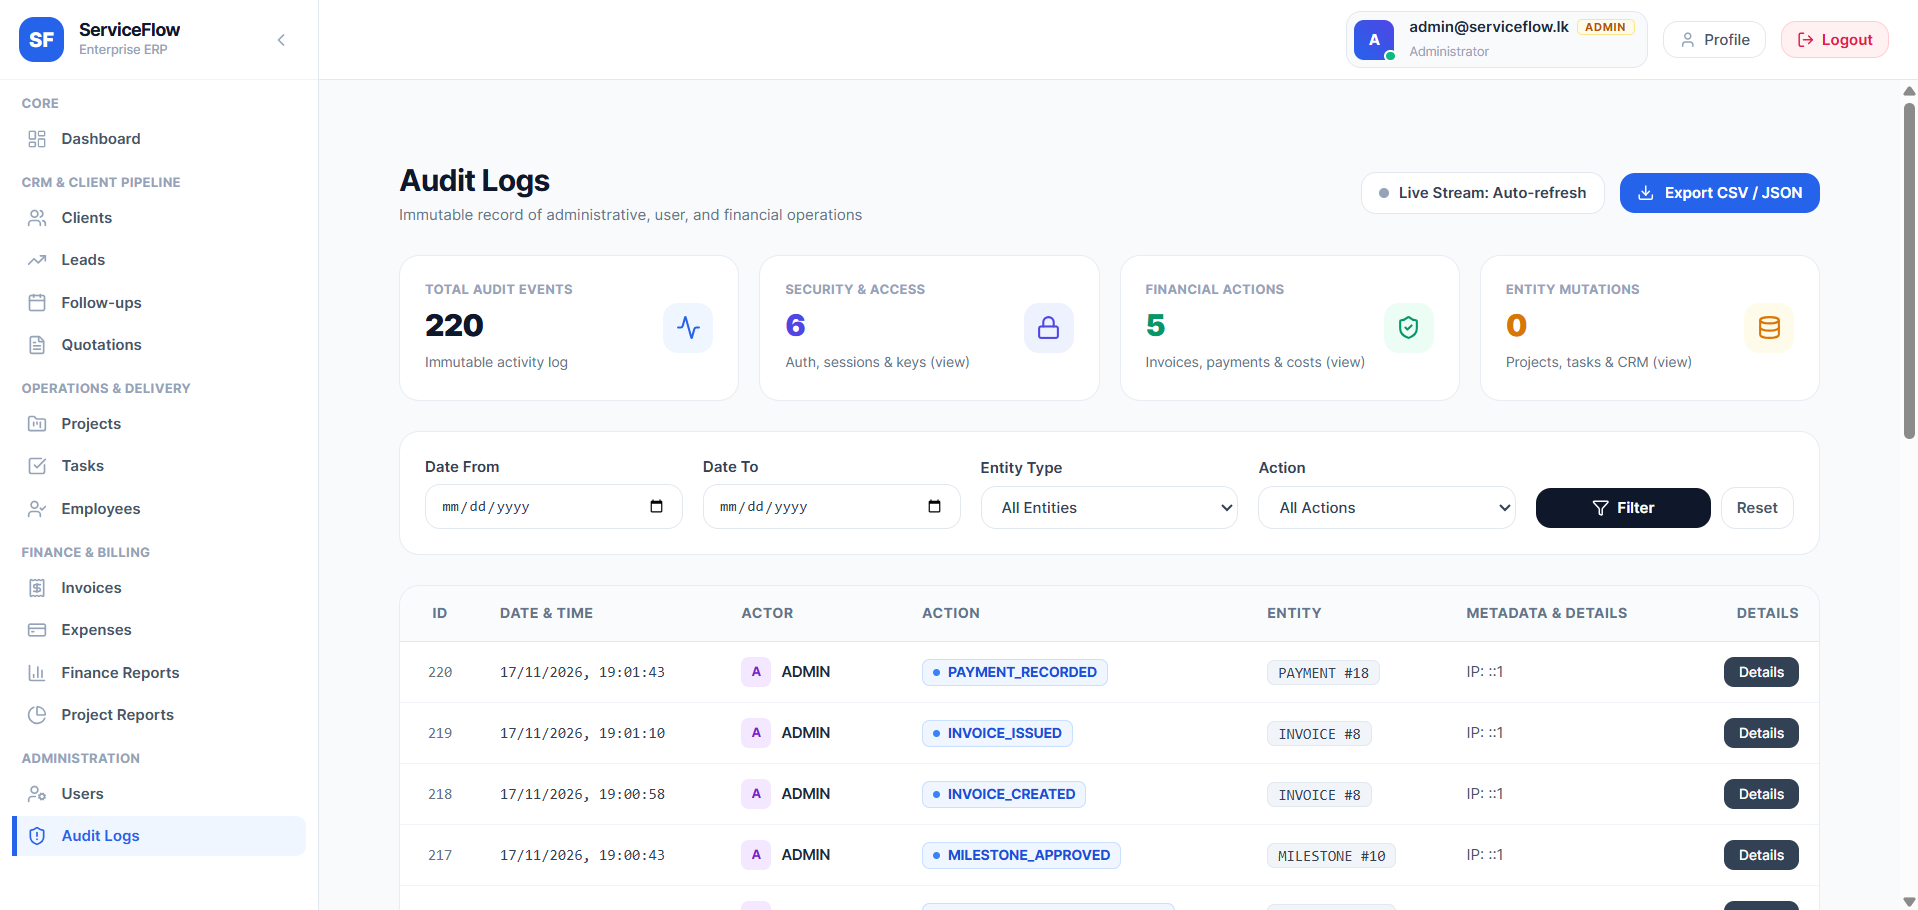 SF
ServiceFlow
Enterprise ERP
A
admin@serviceflow.lk ADMIN
Administrator
Profile
Logout
CORE
Dashboard
CRM & CLIENT PIPELINE
Clients
Leads
Follow-ups
Quotations
OPERATIONS & DELIVERY
Projects
Tasks
Employees
FINANCE & BILLING
Invoices
Expenses
Finance Reports
Project Reports
ADMINISTRATION
Users
Audit Logs
Audit Logs
Immutable record of administrative, user, and financial operations
Live Stream: Auto-refresh
Export CSV / JSON
TOTAL AUDIT EVENTS
220
Immutable activity log
SECURITY & ACCESS
6
Auth, sessions & keys (view)
FINANCIAL ACTIONS
5
Invoices, payments & costs (view)
ENTITY MUTATIONS
0
Projects, tasks & CRM (view)
Date From
mm/dd/yyyy
Date To
mm/dd/yyyy
Entity Type
All Entities
Action
All Actions
Filter
Reset
ID DATE & TIME ACTOR ACTION ENTITY METADATA & DETAILS DETAILS
220 17/11/2026, 19:01:43 A ADMIN PAYMENT_RECORDED PAYMENT #18 IP: ::1 Details
219 17/11/2026, 19:01:10 A ADMIN INVOICE_ISSUED INVOICE #8 IP: ::1 Details
218 17/11/2026, 19:00:58 A ADMIN INVOICE_CREATED INVOICE #8 IP: ::1 Details
217 17/11/2026, 19:00:43 A ADMIN MILESTONE_APPROVED MILESTONE #10 IP: ::1 Details